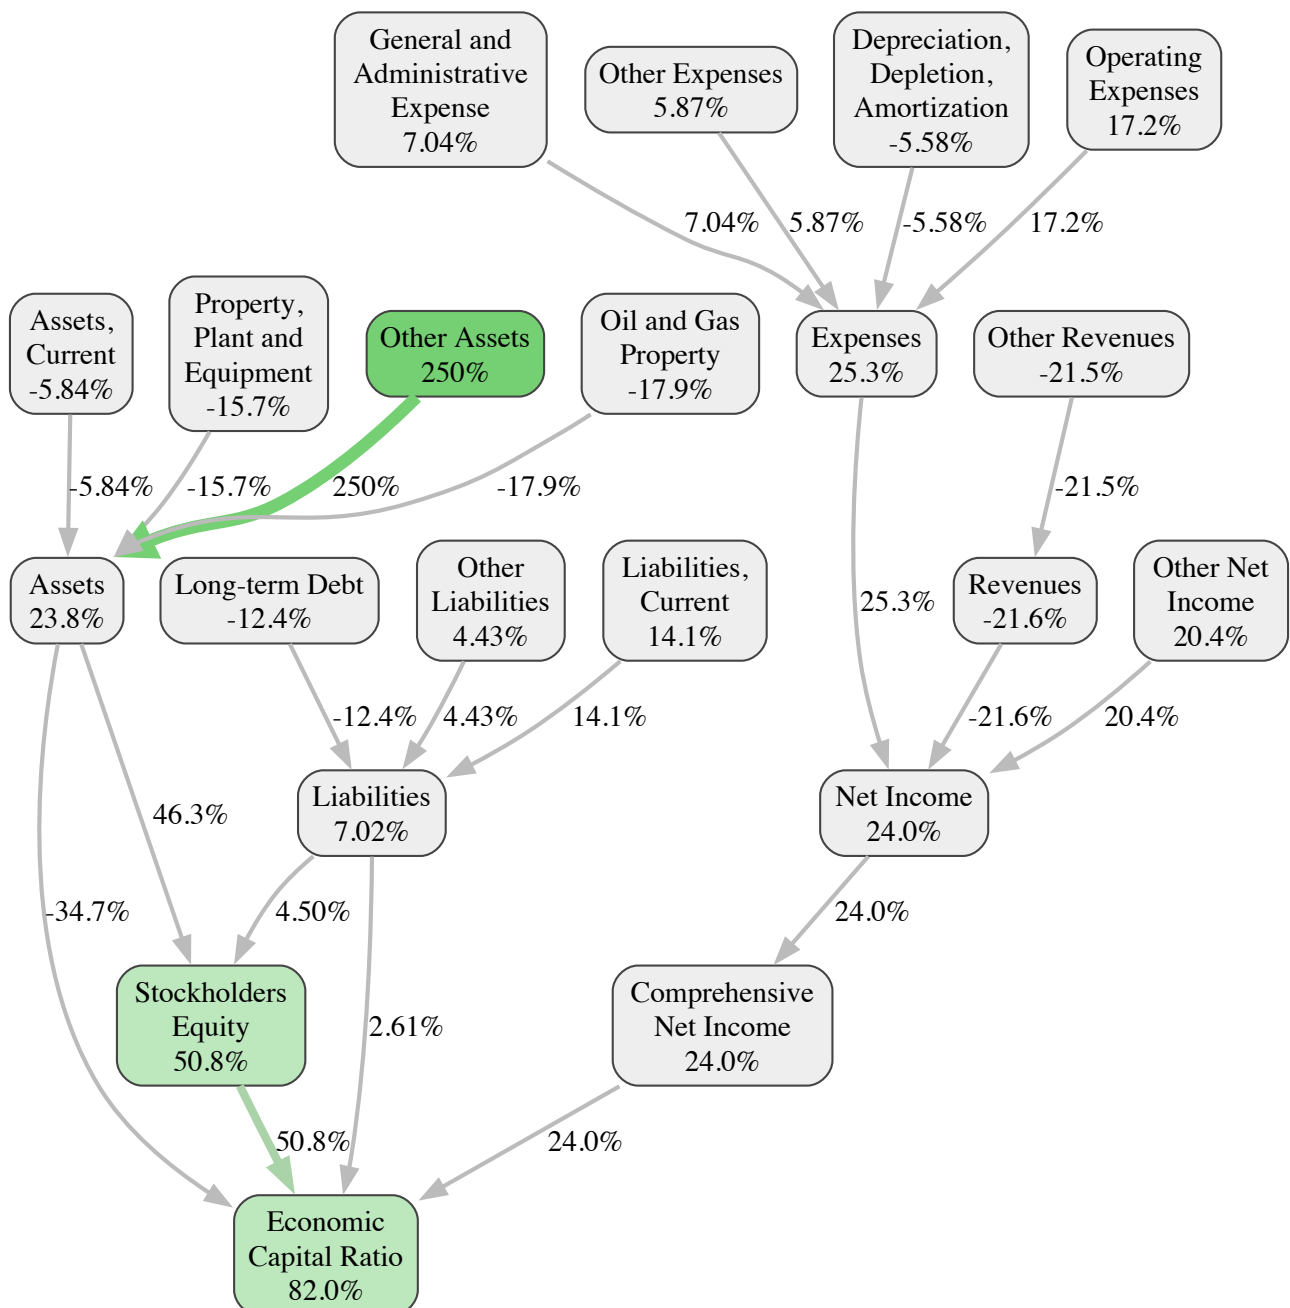 General and
Administrative
Expense
7.04%
Other Expenses
5.87%
Depreciation,
Depletion,
Amortization
-5.58%
Operating
Expenses
17.2%
7.04%
5.87%
-5.58%
17.2%
Assets,
Current
-5.84%
Property,
Plant and
Equipment
-15.7%
Other Assets
250%
Oil and Gas
Property
-17.9%
Expenses
25.3%
Other Revenues
-21.5%
-5.84%
-15.7%
250%
-17.9%
-21.5%
Assets
23.8%
Long-term Debt
-12.4%
Other
Liabilities
4.43%
Liabilities,
Current
14.1%
25.3%
Revenues
-21.6%
Other Net
Income
20.4%
-12.4%
4.43%
14.1%
-21.6%
20.4%
46.3%
Liabilities
7.02%
Net Income
24.0%
-34.7%
4.50%
24.0%
Stockholders
Equity
50.8%
2.61%
Comprehensive
Net Income
24.0%
50.8%
24.0%
Economic
Capital Ratio
82.0%